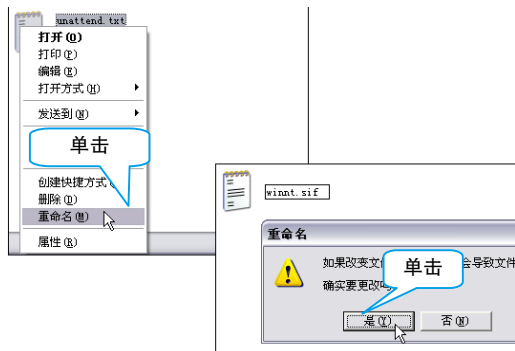 unattend.txt
打开(O)
打印(P)
编辑(E)
打开方式(H)
发送到(N)
单击
创建快捷方式
删除(D)
重命名(M)
属性(R)
winnt.sif
重命名
如果改变文 会导致文件
单击
确实要更改吗
是(Y) 否(N)